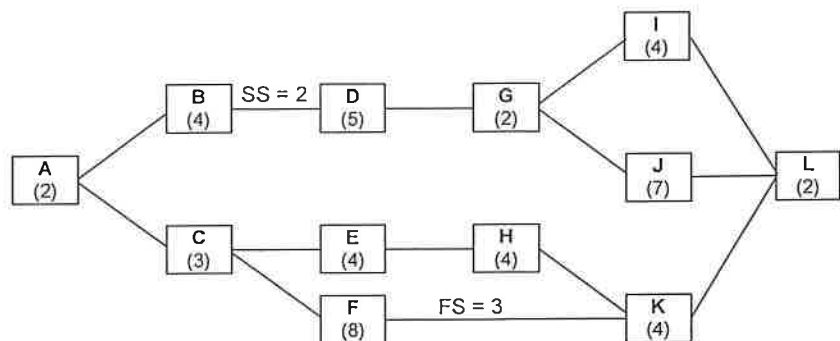 I
(4)
B
(4)
SS = 2
D
(5)
G
(2)
A
(2)
J
(7)
L
(2)
C
(3)
E
(4)
H
(4)
F
(8)
FS = 3
K
(4)